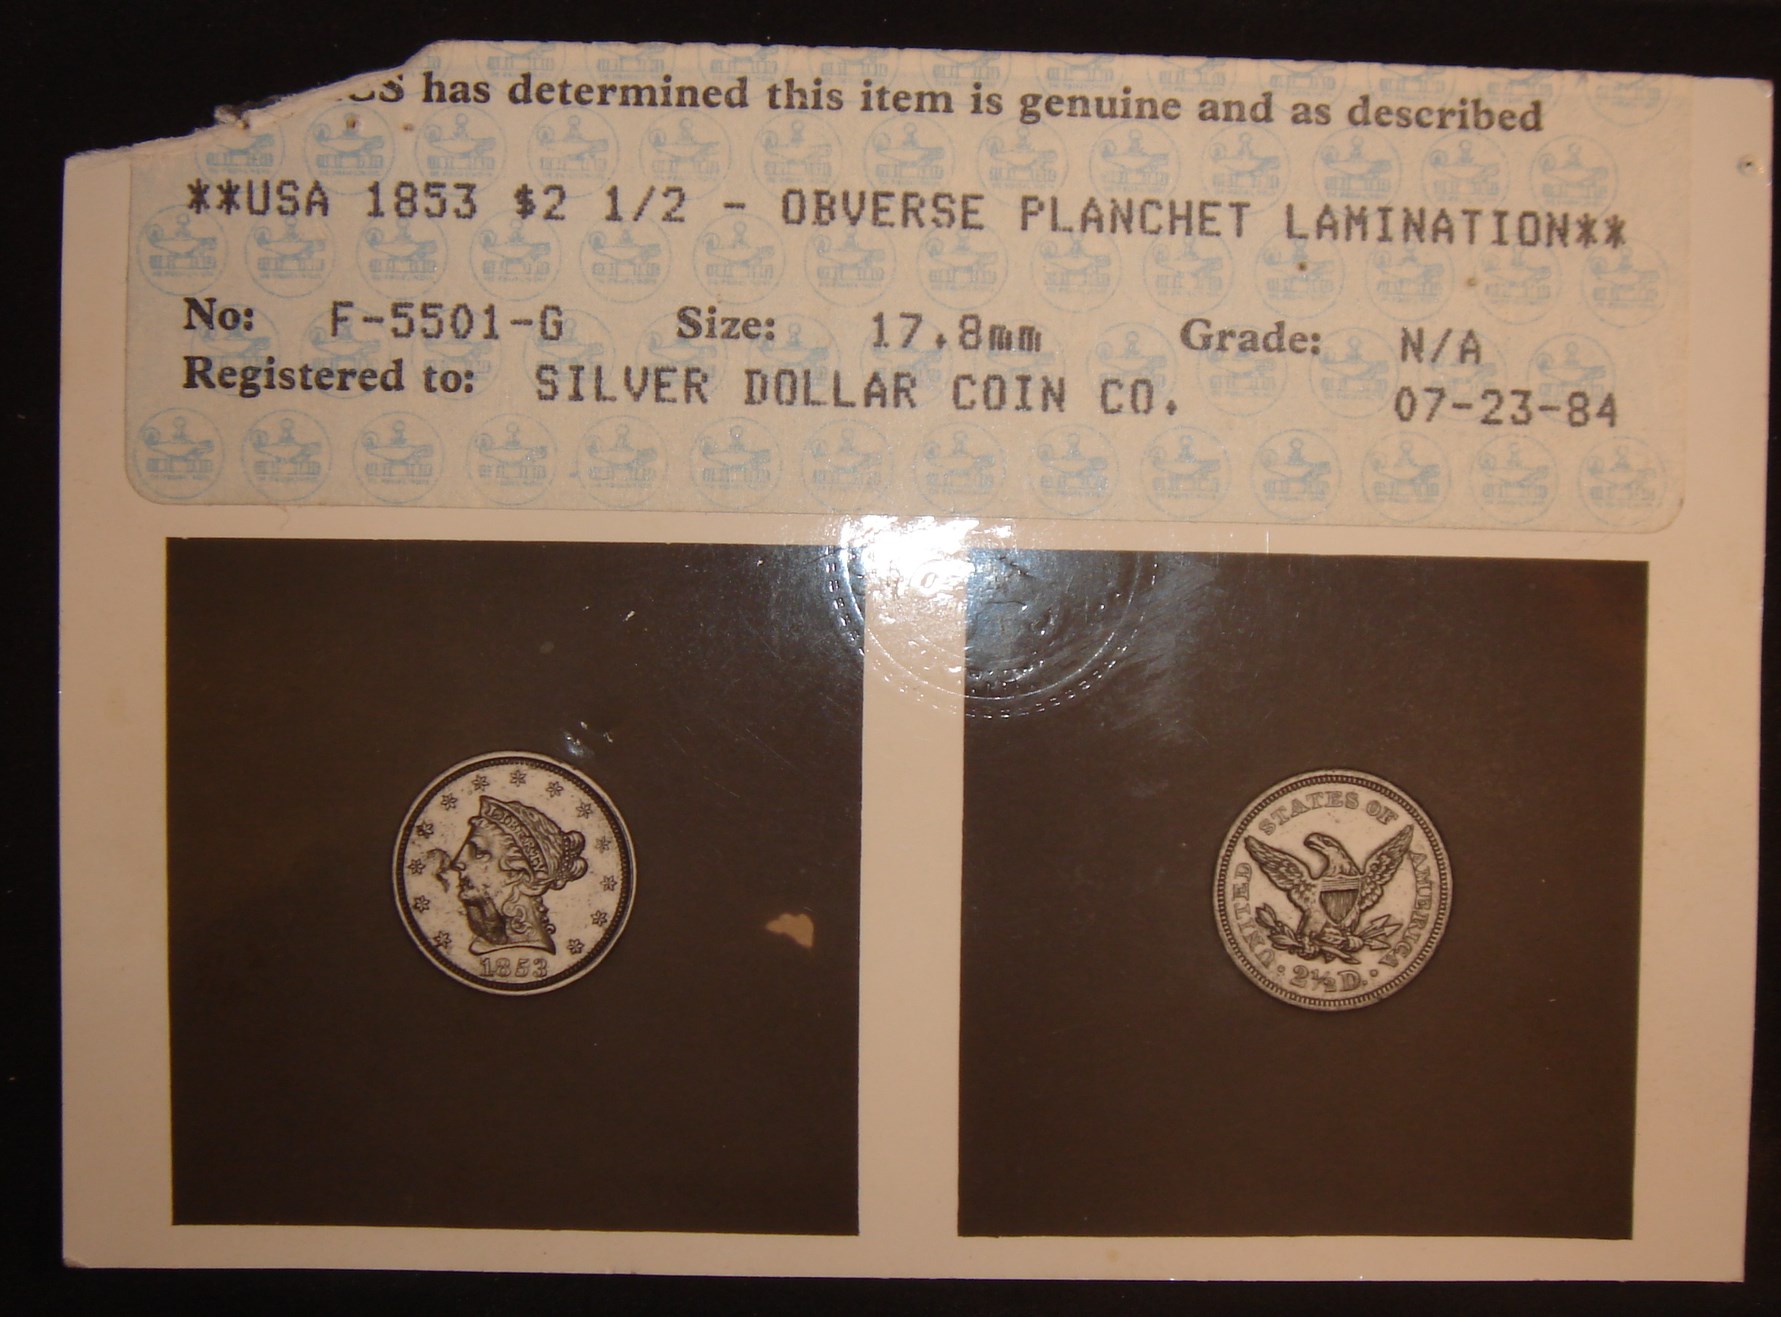 has determined this item is genuine and as described
**USA 1853 $2 1/2 - OBVERSE PLANCHET LAMINATION**
No: F-5501-G Size: 17.8mm Grade: N/A
Registered to: SILVER DOLLAR COIN CO. 07-23-84
LIBERTY
1853
UNITED STATES OF AMERICA
2½ D.